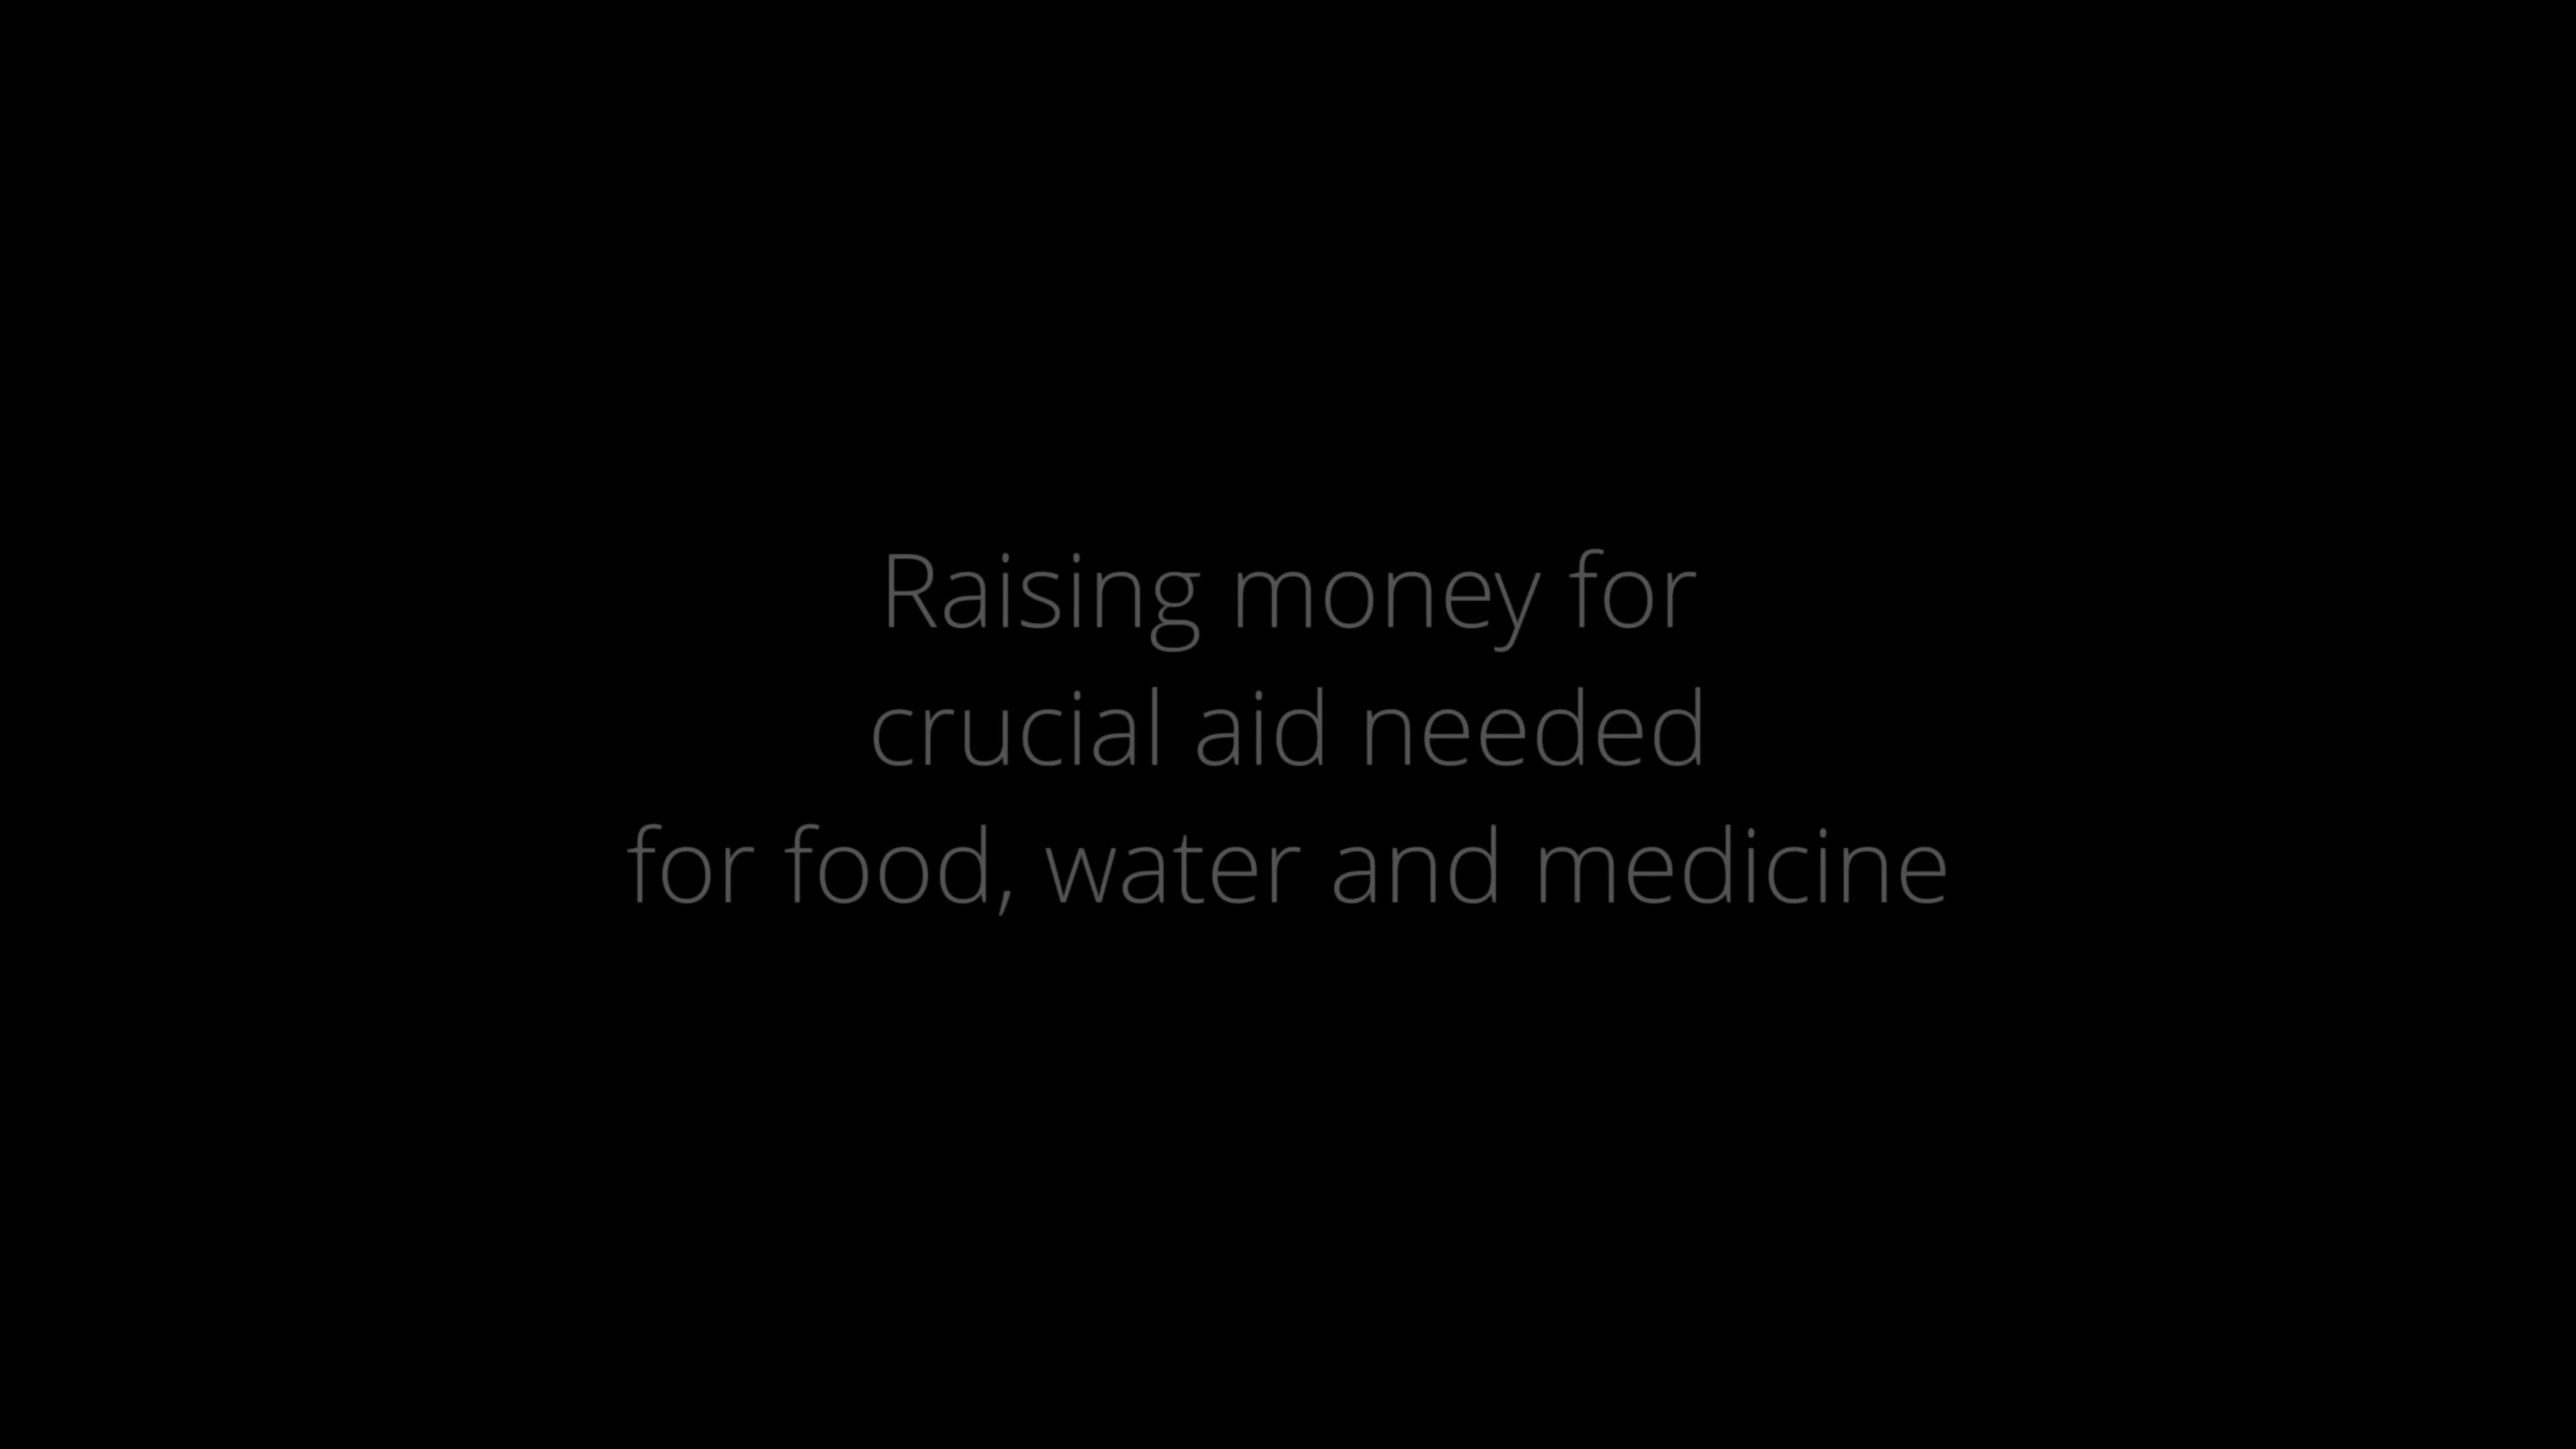 Raising money for
crucial aid needed
for food, water and medicine